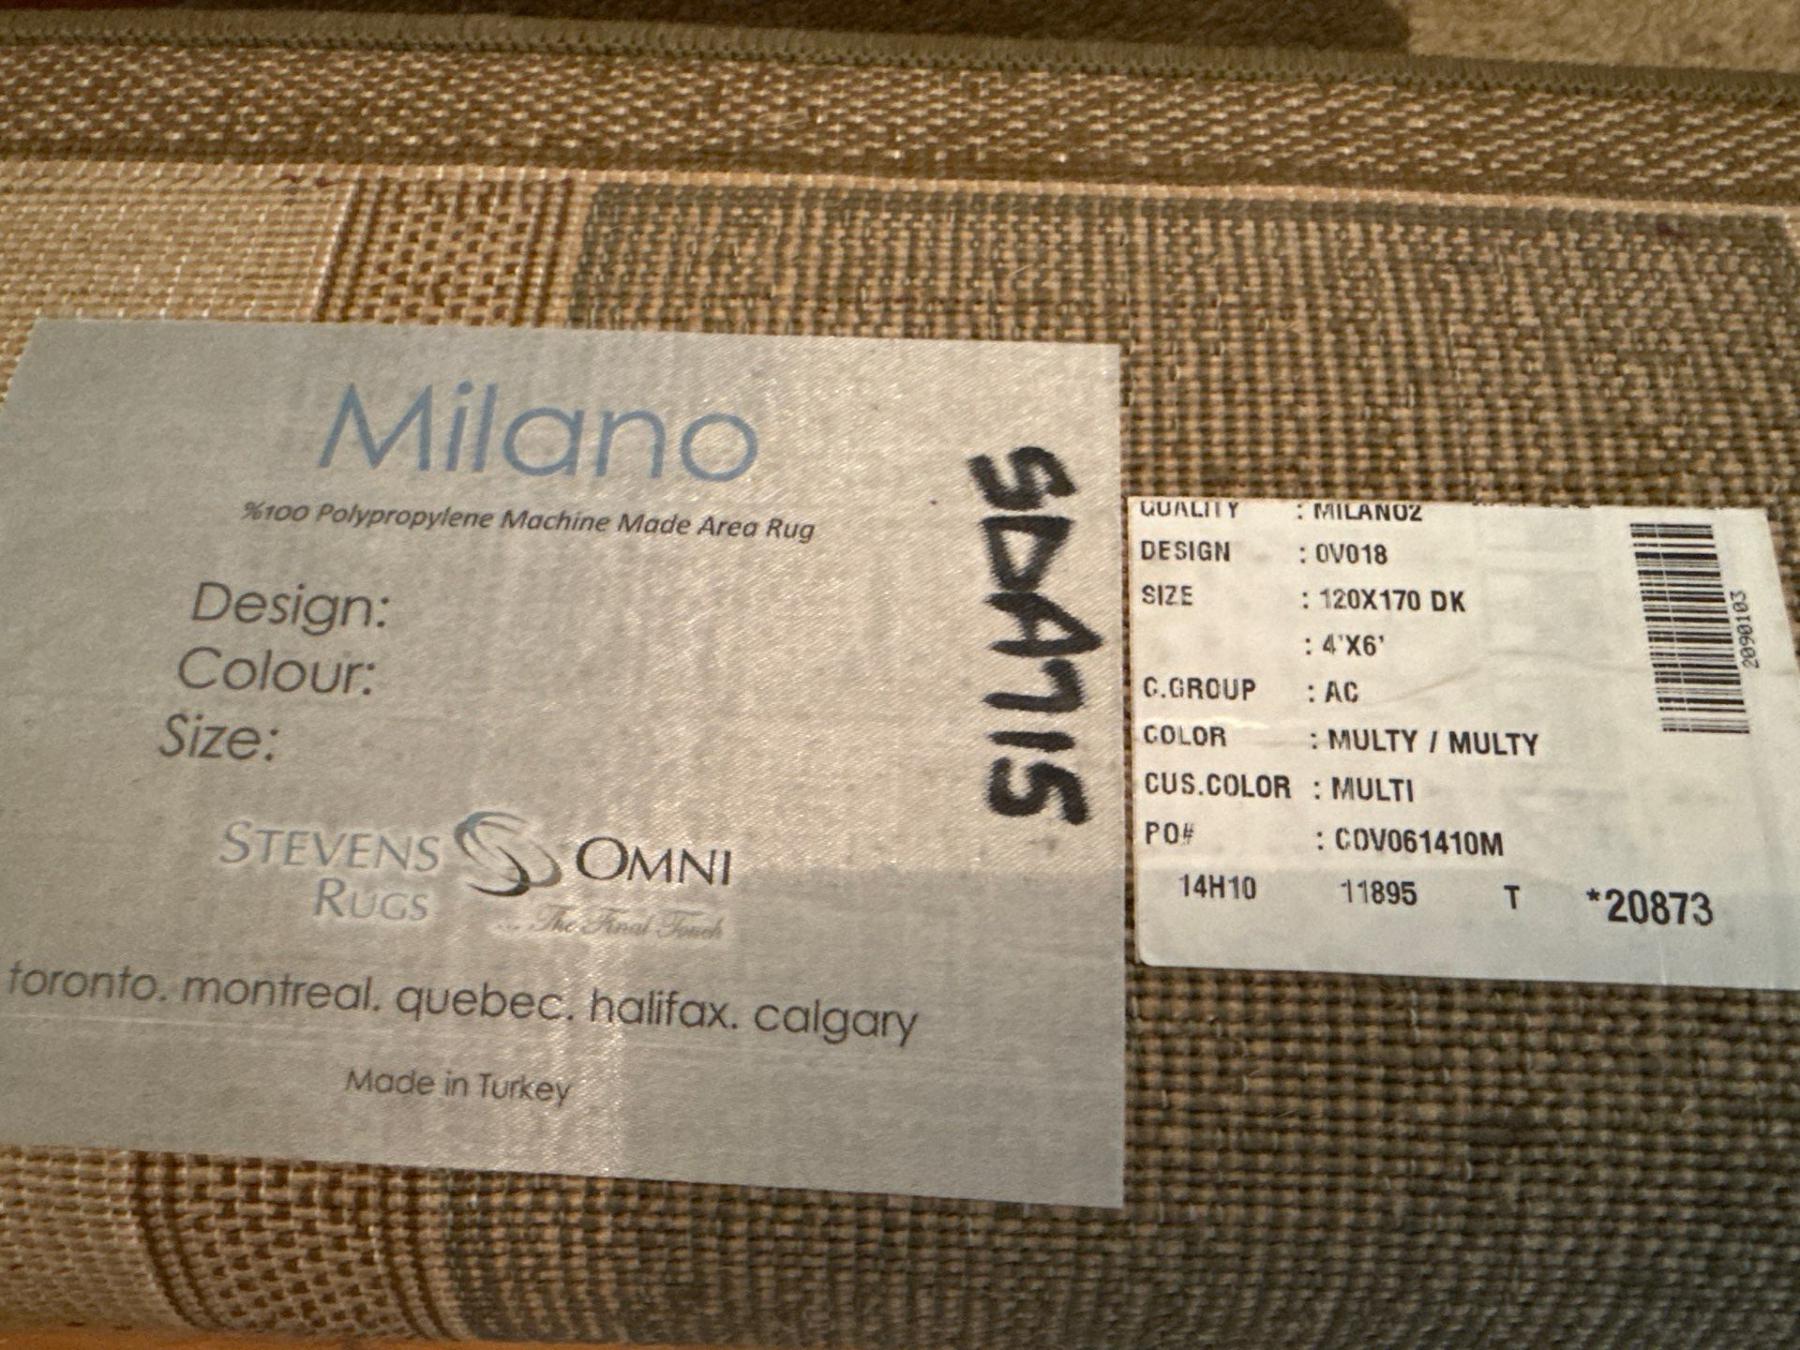 Milano
%100 Polypropylene Machine Made Area Rug
Design:
Colour:
Size:
STEVENS OMNI
RUGS
... The Final Touch
toronto. montreal. quebec. halifax. calgary
Made in Turkey
SDA715
QUALITY : MILANO2
DESIGN : OV018
SIZE : 120X170 DK
: 4'X6'
C.GROUP : AC
COLOR : MULTY / MULTY
CUS.COLOR : MULTI
PO# : COV061410M
14H10 11895 T *20873
2090103